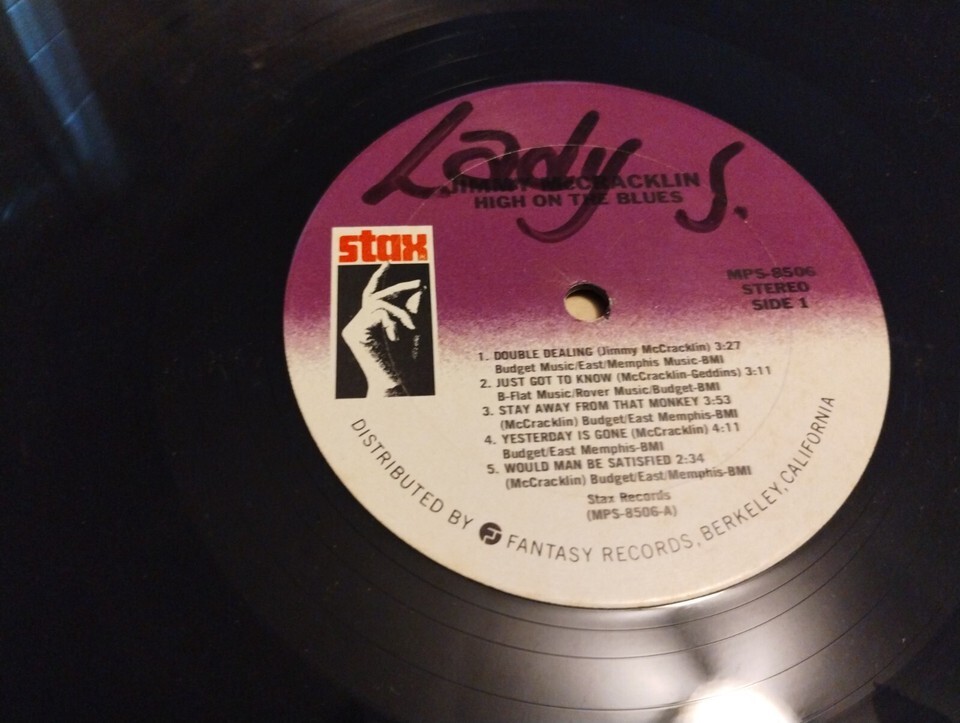 Lady S.
JIMMY McCRACKLIN
HIGH ON THE BLUES
stax
MPS-8506
STEREO
SIDE 1
1. DOUBLE DEALING (Jimmy McCracklin) 3:27
Budget Music/East/Memphis Music-BMI
2. JUST GOT TO KNOW (McCracklin-Geddins) 3:11
B-Flat Music/Rover Music/Budget-BMI
3. STAY AWAY FROM THAT MONKEY 3:53
(McCracklin) Budget/East Memphis-BMI
4. YESTERDAY IS GONE (McCracklin) 4:11
Budget/East Memphis-BMI
5. WOULD MAN BE SATISFIED 2:34
(McCracklin) Budget/East/Memphis-BMI
Stax Records
(MPS-8506-A)
DISTRIBUTED BY FANTASY RECORDS, BERKELEY, CALIFORNIA